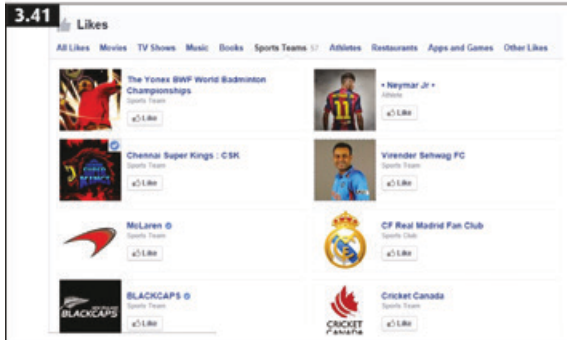 3.41
Likes
All Likes Movies TV Shows Music Books Sports Teams 57 Athletes Restaurants Apps and Games Other Likes
The Yonex BWF World Badminton
Championships
Sports Team
Like
• Neymar Jr •
Athlete
Like
Chennai Super Kings : CSK
Sports Team
Like
Virender Sehwag FC
Sports Team
Like
McLaren
Sports Team
Like
CF Real Madrid Fan Club
Sports Club
Like
BLACKCAPS
Sports Team
Like
Cricket Canada
Sports Team
Like
11
SUPER
KINGS
BLACKCAPS
CRICKET
CANADA